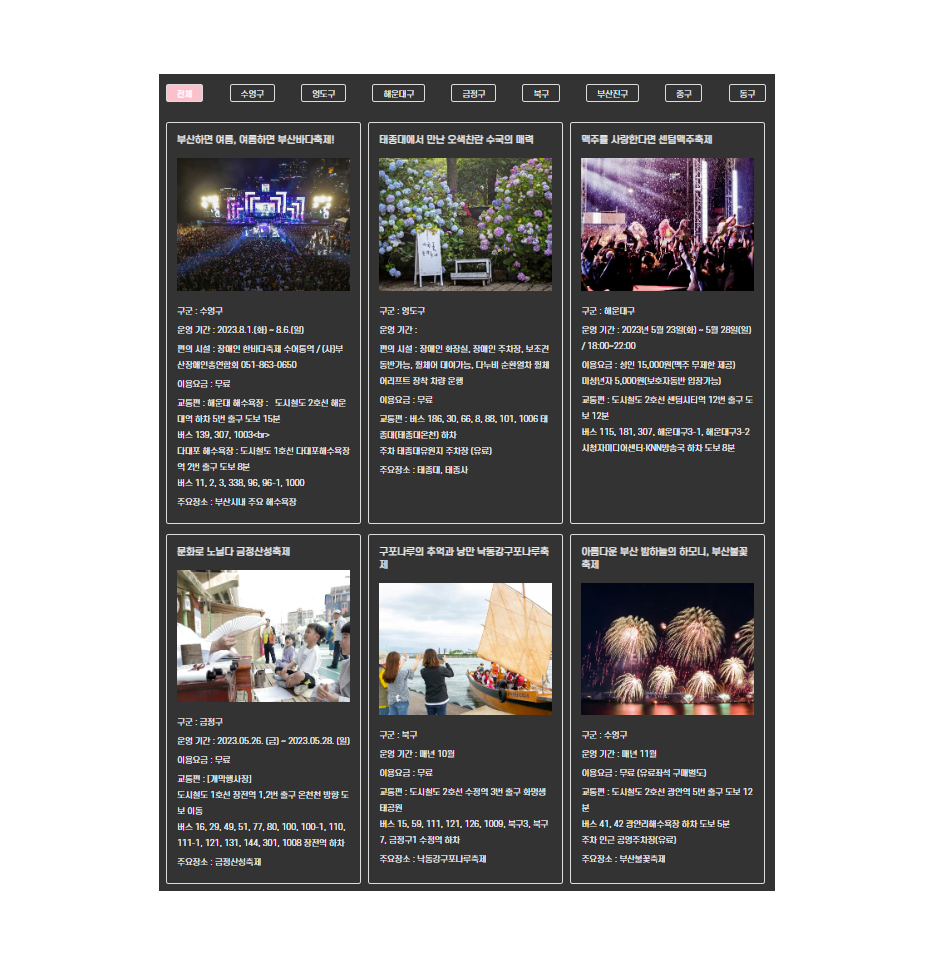 전체
수영구
영도구
해운대구
금정구
북구
부산진구
중구
동구
부산하면 여름, 여름하면 부산바다축제!
구군 : 수영구
운영 기간 : 2023.8.1.(화) ~ 8.6.(일)
편의 시설 : 장애인 한바다축제 수어통역 / (사)부
산장애인총연합회 051-863-0650
이용요금 : 무료
교통편 : 해운대 해수욕장 : 도시철도 2호선 해운
대역 하차 5번 출구 도보 15분
버스 139, 307, 1003<br>
다대포 해수욕장 : 도시철도 1호선 다대포해수욕장
역 2번 출구 도보 8분
버스 11, 2, 3, 338, 96, 96-1, 1000
주요장소 : 부산시내 주요 해수욕장
태종대에서 만난 오색찬란 수국의 매력
구군 : 영도구
운영 기간 :
편의 시설 : 장애인 화장실, 장애인 주차장, 보조견
동반가능, 휠체어 대여가능, 다누비 순환열차 휠체
어리프트 장착 차량 운행
이용요금 : 무료
교통편 : 버스 186, 30, 66, 8, 88, 101, 1006 태
종대(태종대온천) 하차
주차 태종대유원지 주차장 (유료)
주요장소 : 태종대, 태종사
맥주를 사랑한다면 센텀맥주축제
구군 : 해운대구
운영 기간 : 2023년 5월 23일(화) ~ 5월 28일(일)
/ 18:00~22:00
이용요금 : 성인 15,000원(맥주 무제한 제공)
미성년자 5,000원(보호자동반 입장가능)
교통편 : 도시철도 2호선 센텀시티역 12번 출구 도
보 12분
버스 115, 181, 307, 해운대구3-1, 해운대구3-2
시청자미디어센터·KNN방송국 하차 도보 8분
문화로 노닐다 금정산성축제
구군 : 금정구
운영 기간 : 2023.05.26. (금) ~ 2023.05.28. (일)
이용요금 : 무료
교통편 : [개막행사장]
도시철도 1호선 장전역 1,2번 출구 온천천 방향 도
보 이동
버스 16, 29, 49, 51, 77, 80, 100, 100-1, 110,
111-1, 121, 131, 144, 301, 1008 장전역 하차
주요장소 : 금정산성축제
구포나루의 추억과 낭만 낙동강구포나루축
제
구군 : 북구
운영 기간 : 매년 10월
이용요금 : 무료
교통편 : 도시철도 2호선 수정역 3번 출구 화명생
태공원
버스 15, 59, 111, 121, 126, 1009, 북구3, 북구
7, 금정구1 수정역 하차
주요장소 : 낙동강구포나루축제
아름다운 부산 밤하늘의 하모니, 부산불꽃
축제
구군 : 수영구
운영 기간 : 매년 11월
이용요금 : 무료 (유료좌석 구매별도)
교통편 : 도시철도 2호선 광안역 5번 출구 도보 12
분
버스 41, 42 광안리해수욕장 하차 도보 5분
주차 인근 공영주차장(유료)
주요장소 : 부산불꽃축제